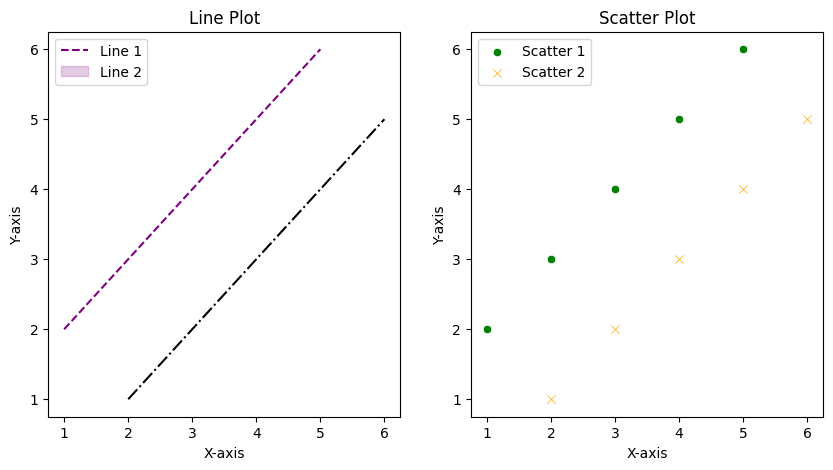 Line Plot
Line 1
Line 2
6
5
4
3
2
1
Y-axis
1 2 3 4 5 6
X-axis
Scatter Plot
Scatter 1
Scatter 2
6
5
4
3
2
1
Y-axis
1 2 3 4 5 6
X-axis